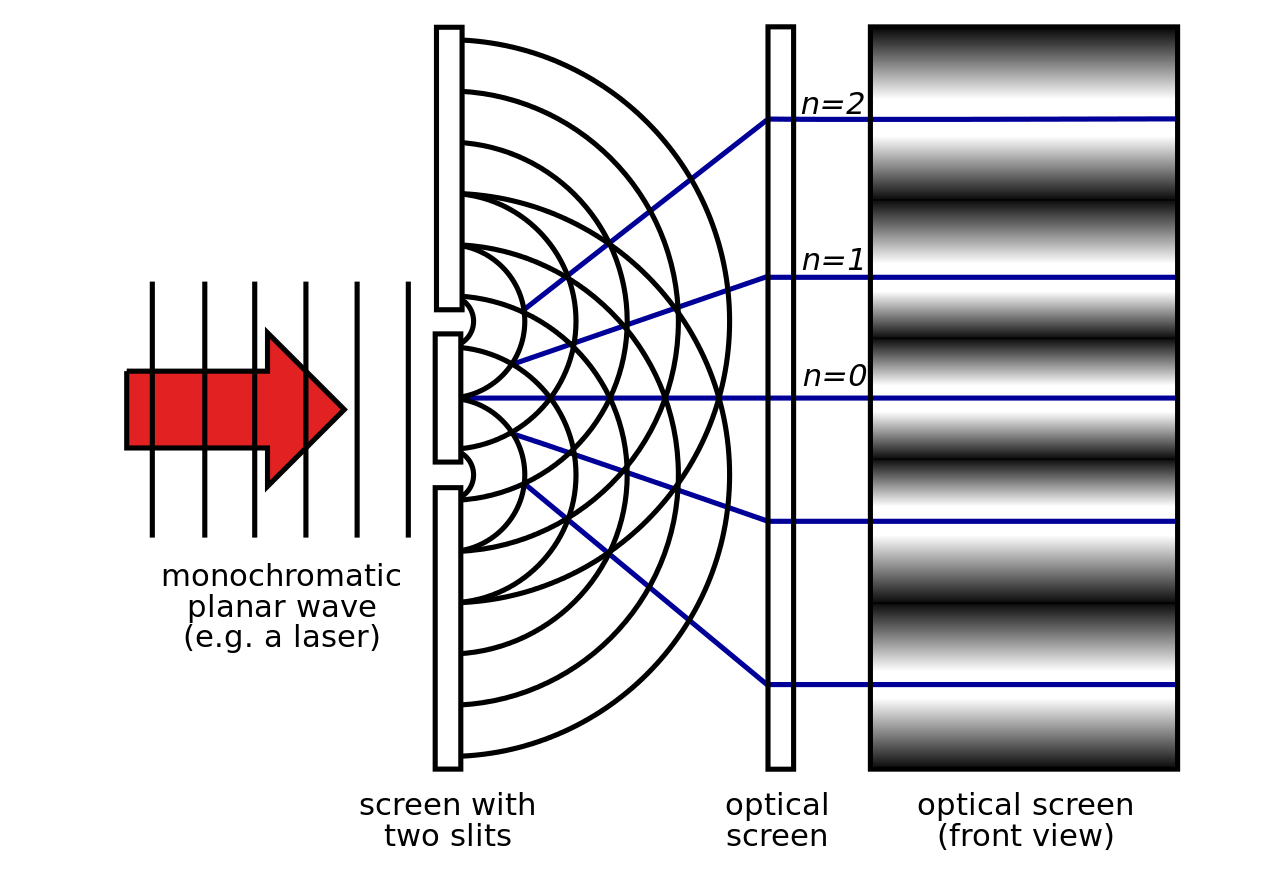 n=2
n=1
n=0
monochromatic
planar wave
(e.g. a laser)
screen with
two slits
optical
screen
optical screen
(front view)